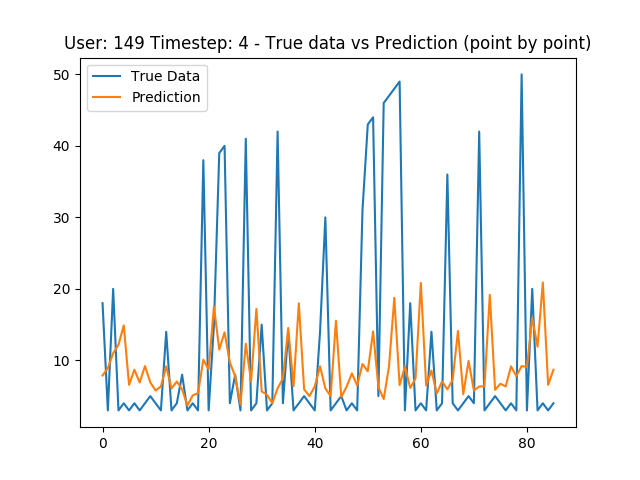 User: 149 Timestep: 4 - True data vs Prediction (point by point)
True Data
Prediction
50
40
30
20
10
0 20 40 60 80